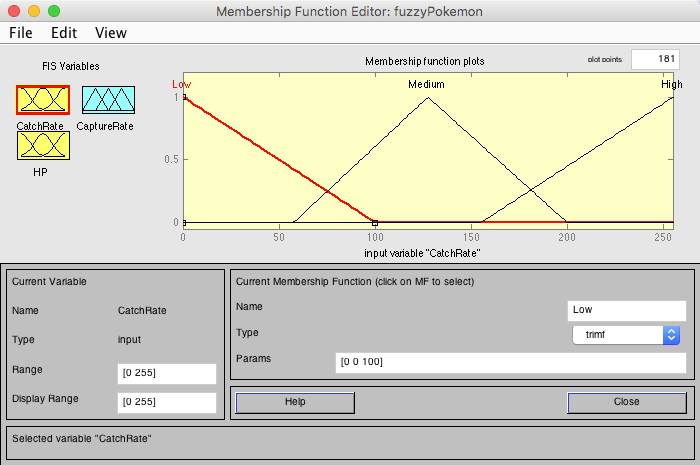 Membership Function Editor: fuzzyPokemon
File Edit View
FIS Variables
CatchRate
CaptureRate
HP
Membership function plots
plot points
181
Low
Medium
High
1
0.5
0
0
50
100
150
200
250
input variable "CatchRate"
Current Variable
Name CatchRate
Type input
Range [0 255]
Display Range [0 255]
Current Membership Function (click on MF to select)
Name Low
Type trimf
Params [0 0 100]
Help
Close
Selected variable "CatchRate"